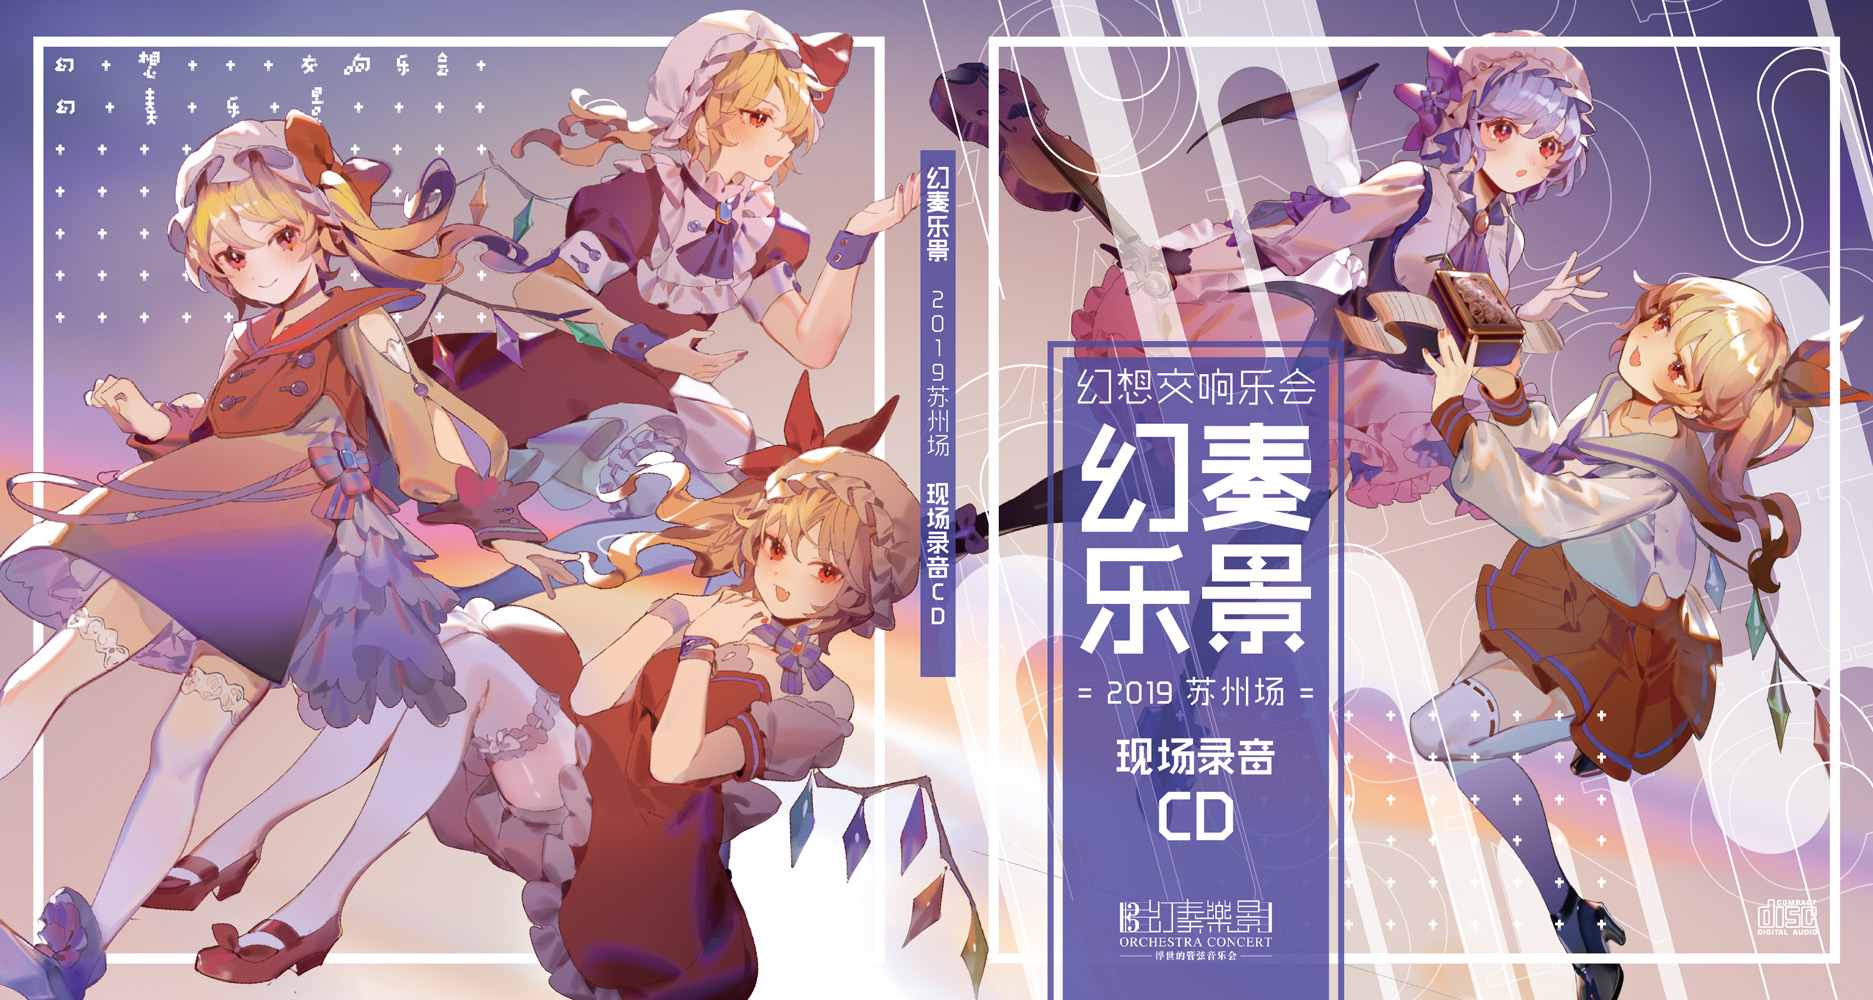 幻想交响乐会
幻奏乐景
幻奏乐景 2019苏州场 现场录音CD
幻想交响乐会
幻奏
乐景
= 2019 苏州场 =
现场录音
CD
幻奏樂景
ORCHESTRA CONCERT
浮世的管弦音乐会
COMPACT
disc
DIGITAL AUDIO